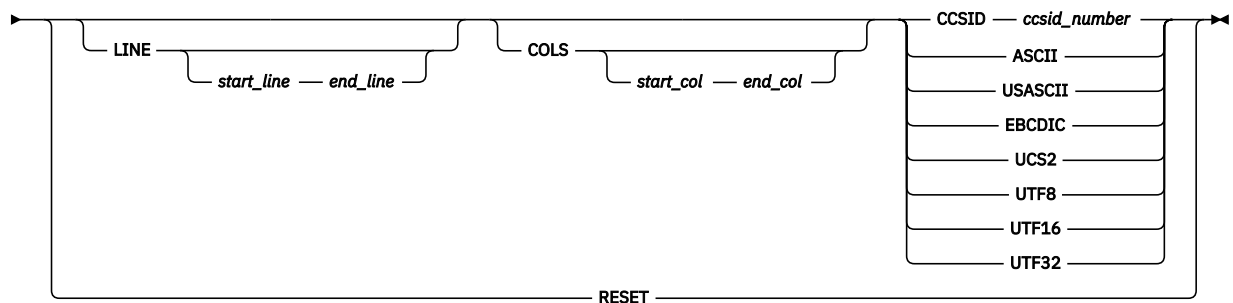 CCSID ccsid_number
LINE
start_line end_line
COLS
start_col end_col
ASCII
USASCII
EBCDIC
UCS2
UTF8
UTF16
UTF32
RESET